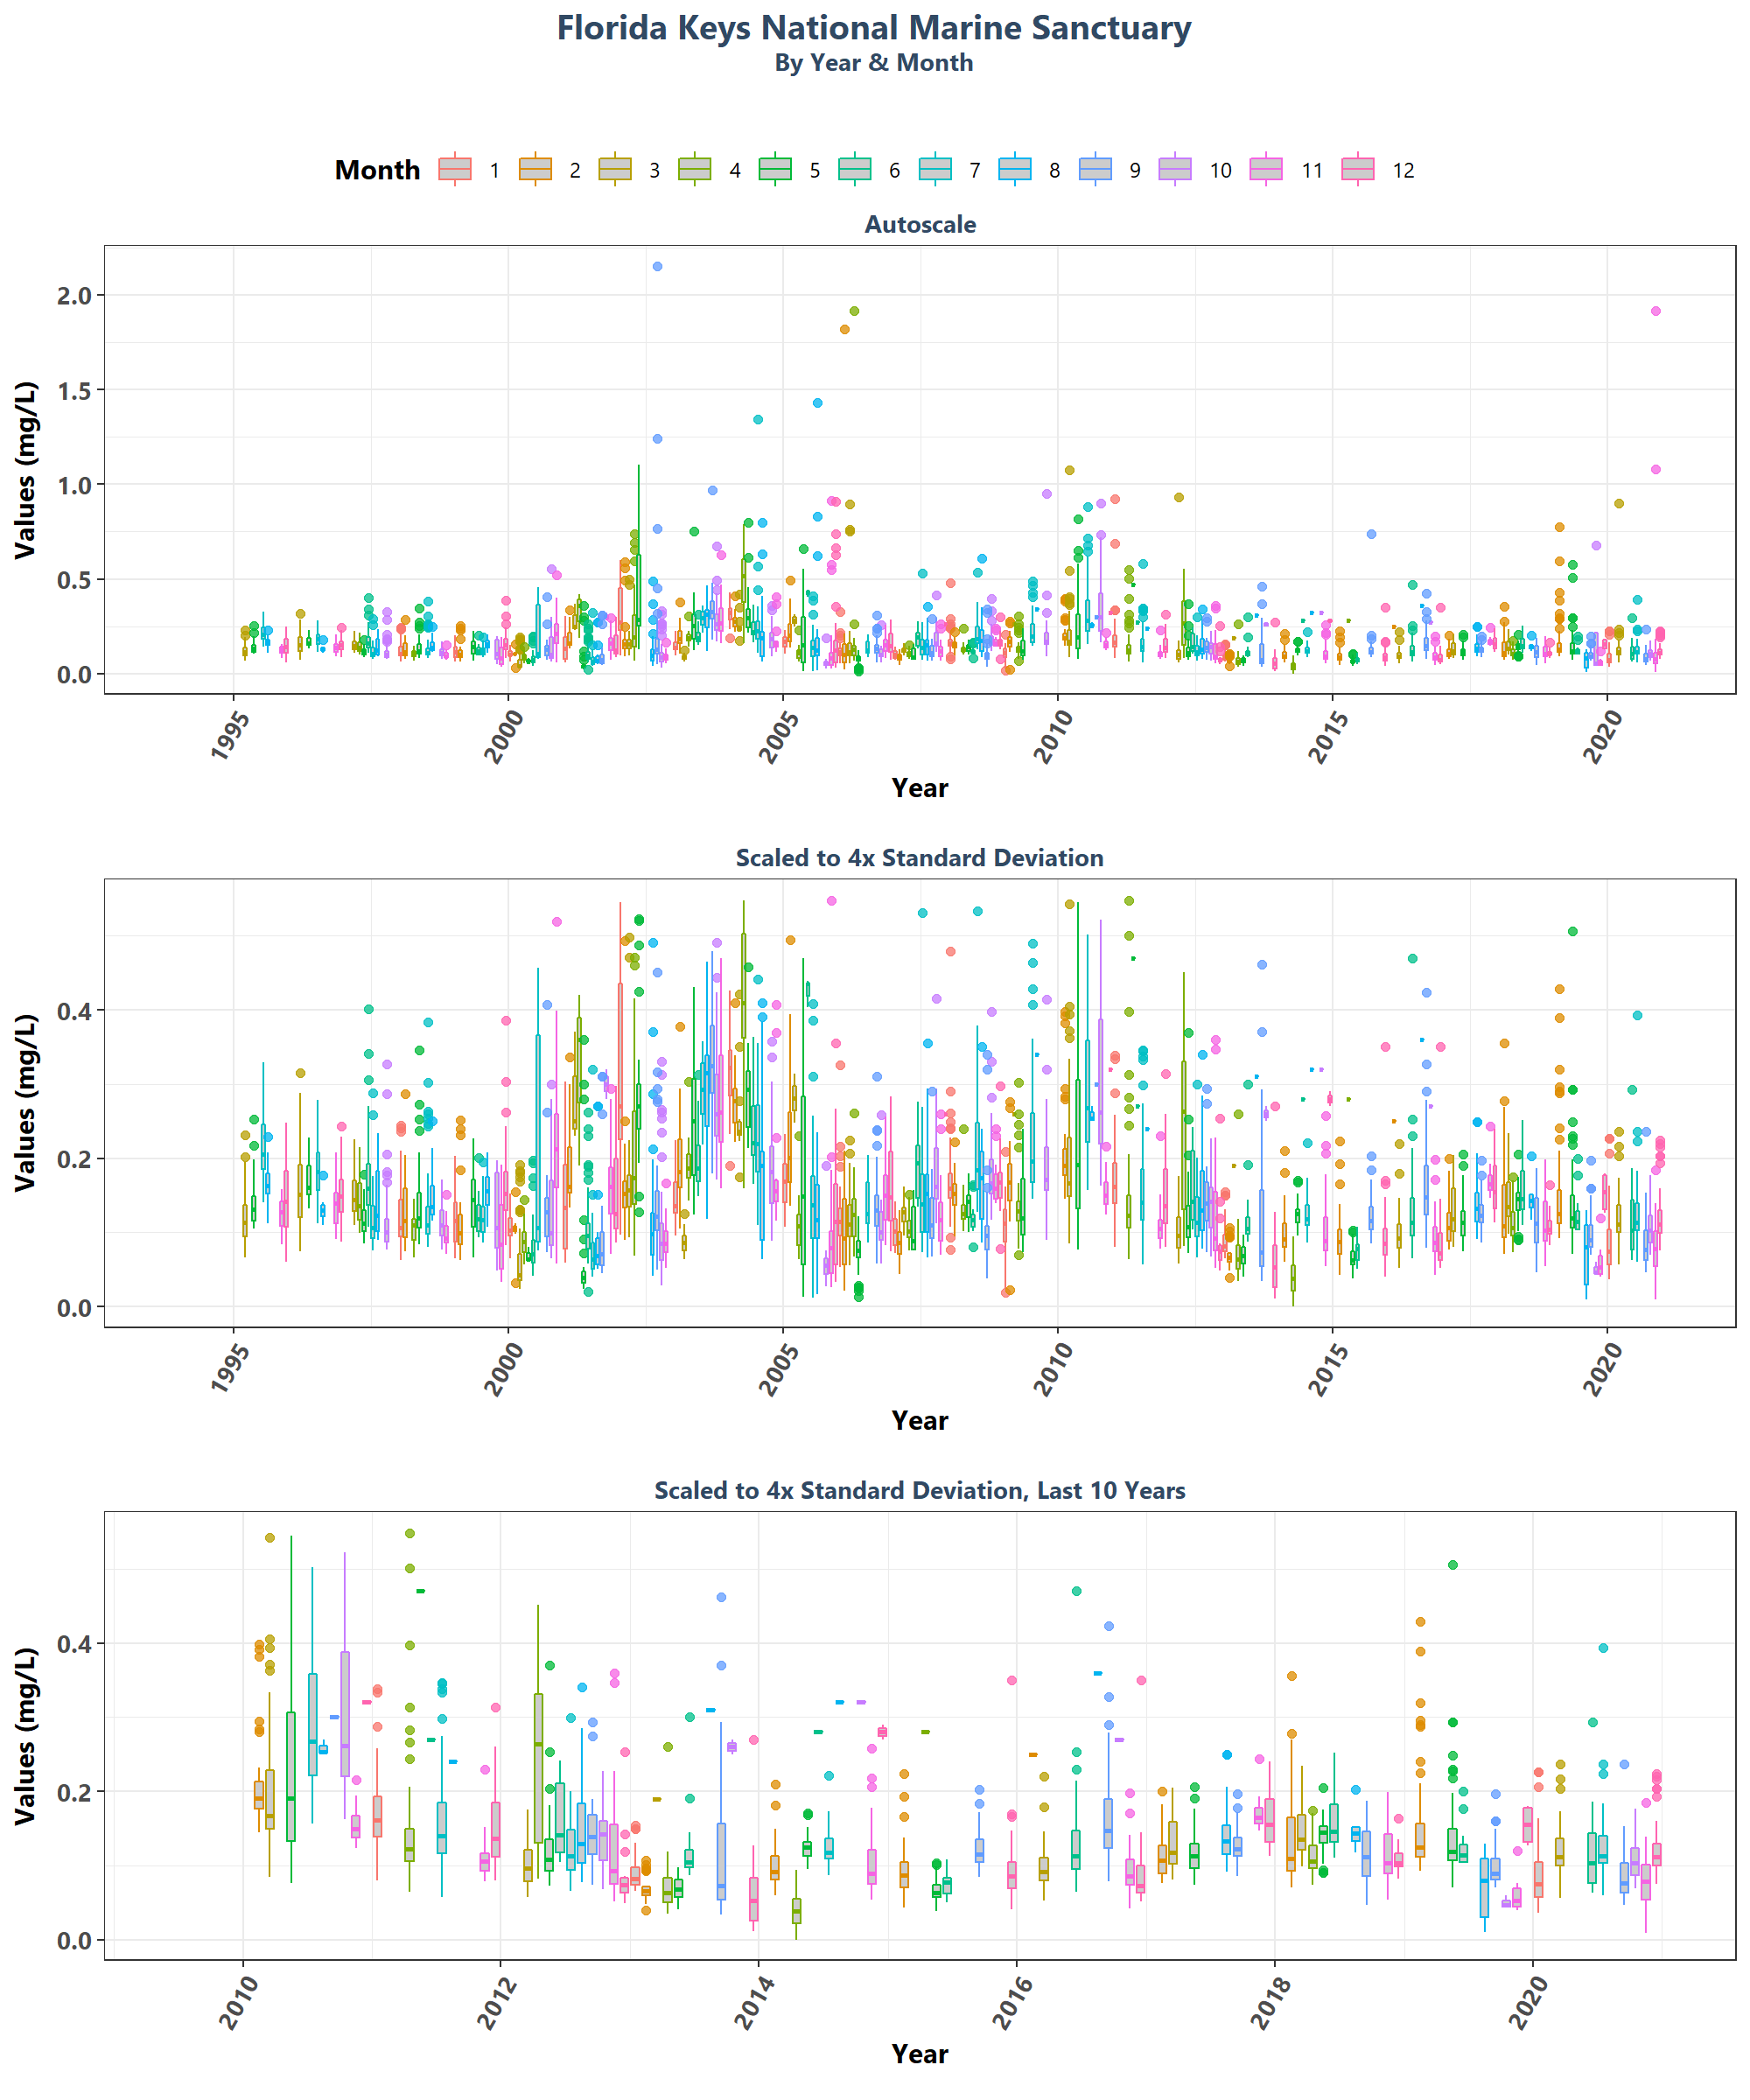 Florida Keys National Marine Sanctuary
By Year & Month
Month 1 2 3 4 5 6 7 8 9 10 11 12
Autoscale
Values (mg/L)
2.0
1.5
1.0
0.5
0.0
1995 2000 2005 2010 2015 2020
Year
Scaled to 4x Standard Deviation
Values (mg/L)
0.4
0.2
0.0
1995 2000 2005 2010 2015 2020
Year
Scaled to 4x Standard Deviation, Last 10 Years
Values (mg/L)
0.4
0.2
0.0
2010 2012 2014 2016 2018 2020
Year